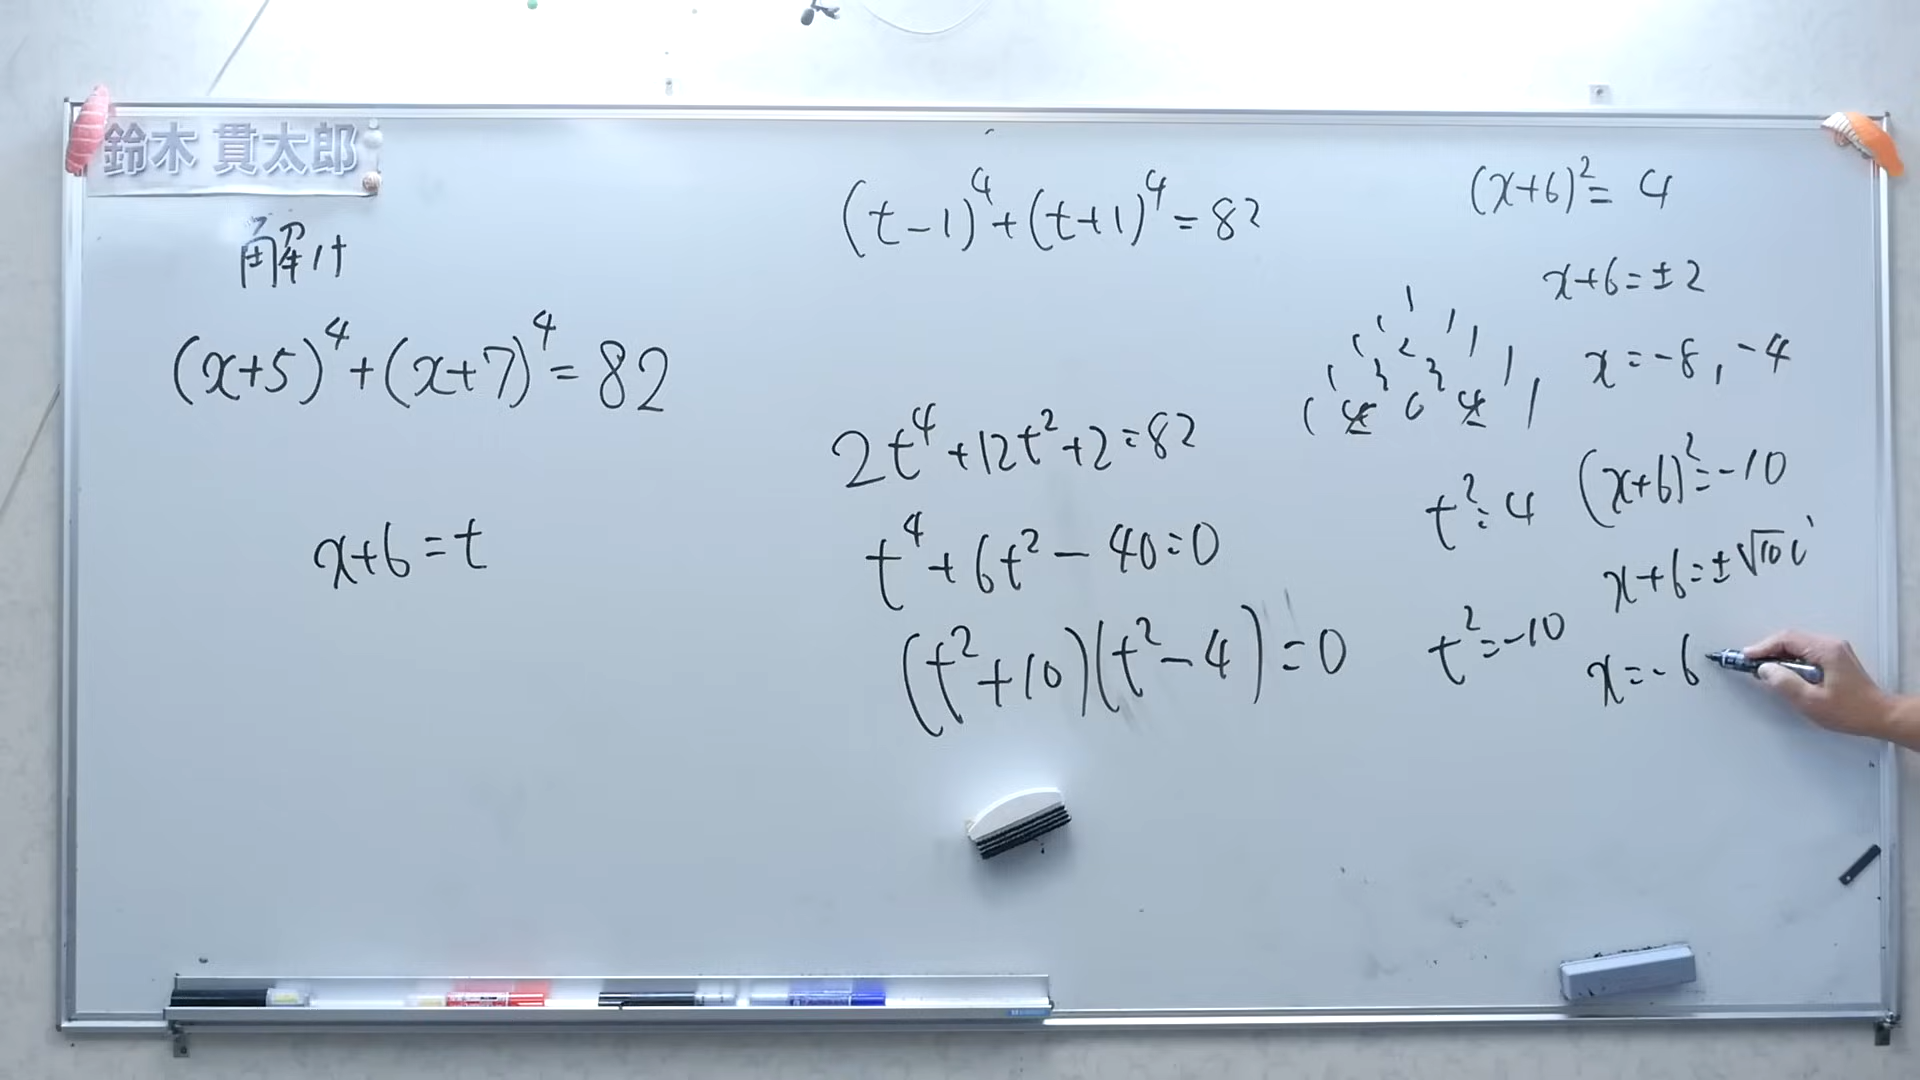 鈴木 貫太郎
解け
(x+5)⁴+(x+7)⁴=82
x+6=t
(t-1)⁴+(t+1)⁴=82
2t⁴+12t²+2=82
t⁴+6t²-40=0
(t²+10)(t²-4)=0
1
1 1
1 2 1
1 3 3 1
1 4 6 4 1
t²=4
t²=-10
(x+6)²=4
x+6=±2
x=-8,-4
(x+6)²=-10
x+6=±√10i
x=-6